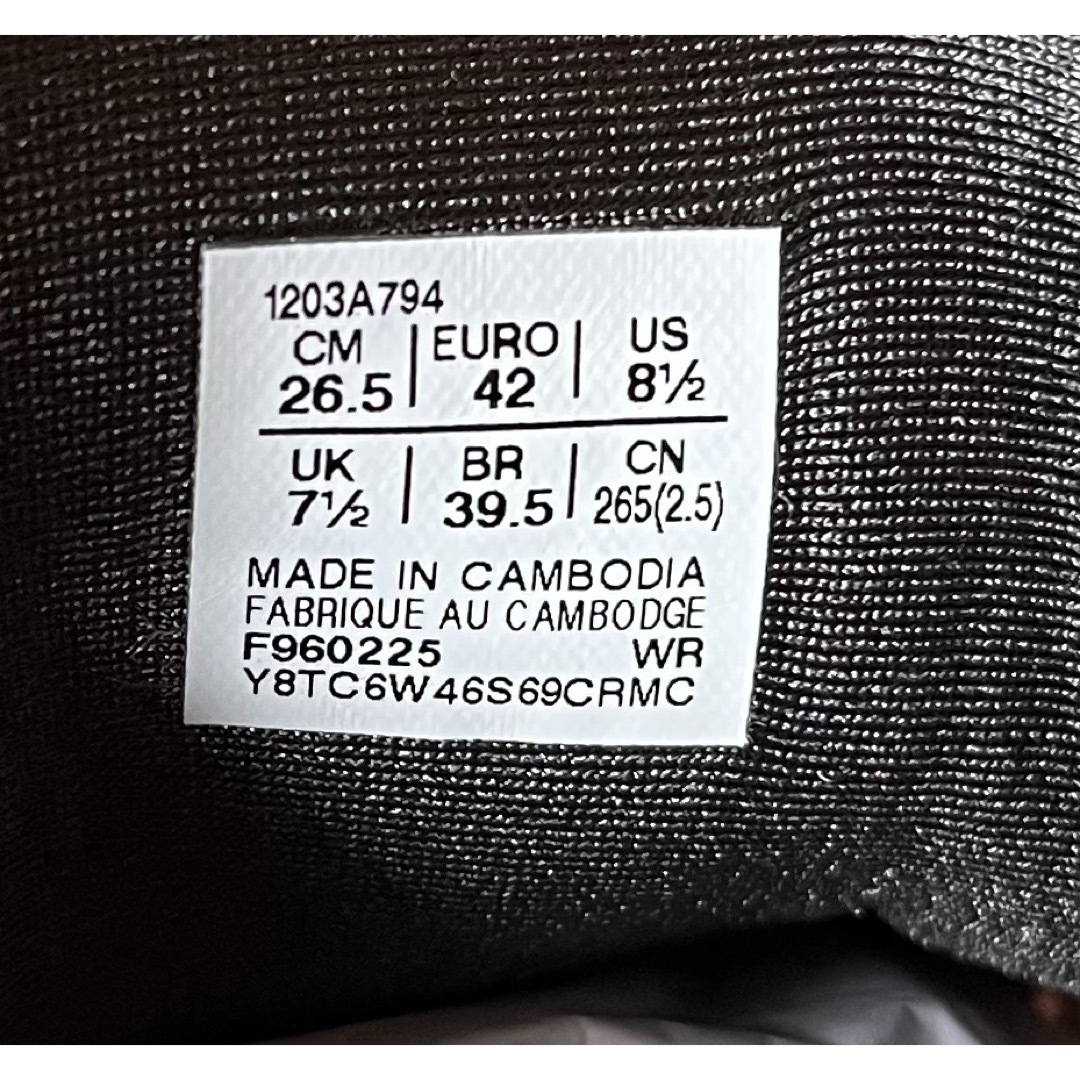 1203A794
CM EURO US
26.5 42 8½
UK BR CN
7½ 39.5 265(2.5)
MADE IN CAMBODIA
FABRIQUE AU CAMBODGE
F960225 WR
Y8TC6W46S69CRMC